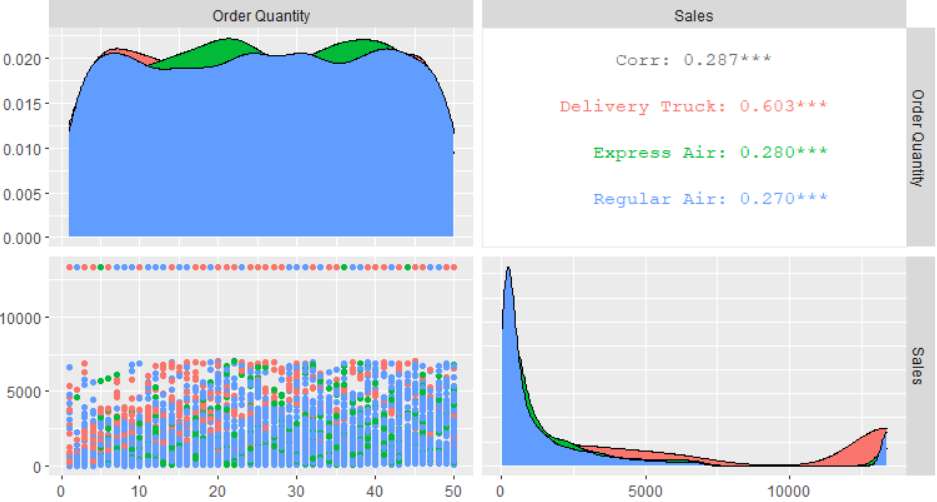 Order Quantity
Sales
0.020
0.015
0.010
0.005
0.000
Corr: 0.287***
Delivery Truck: 0.603***
Express Air: 0.280***
Regular Air: 0.270***
Order Quantity
10000
5000
0
Sales
0
10
20
30
40
50
0
5000
10000